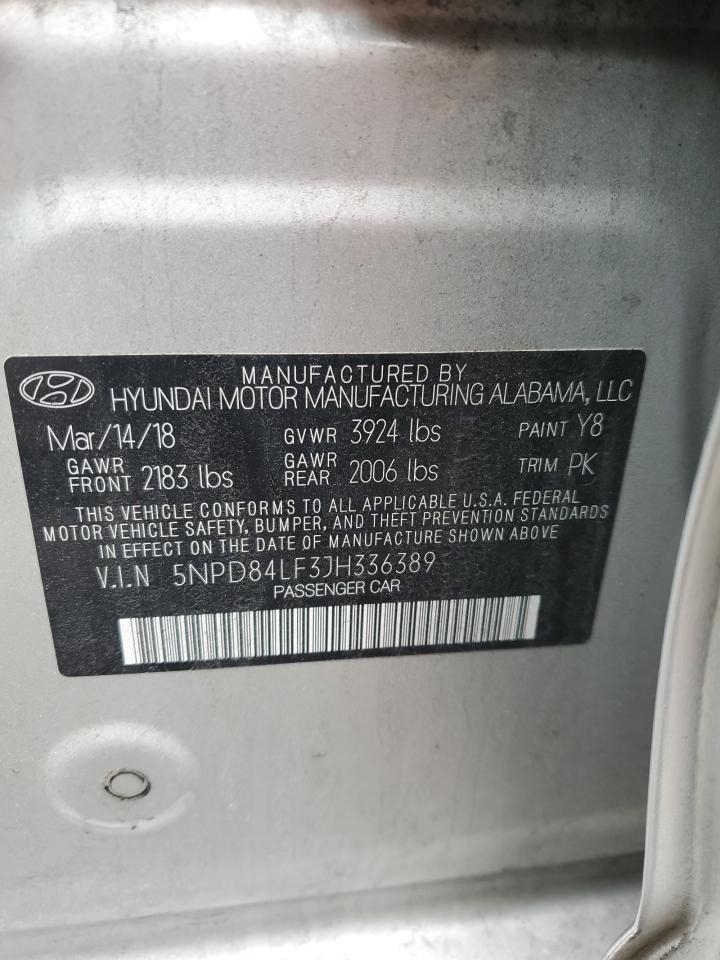 MANUFACTURED BY
HYUNDAI MOTOR MANUFACTURING ALABAMA, LLC
Mar/14/18 GVWR 3924 lbs PAINT Y8
GAWR FRONT 2183 lbs GAWR REAR 2006 lbs TRIM PK
THIS VEHICLE CONFORMS TO ALL APPLICABLE U.S.A. FEDERAL
MOTOR VEHICLE SAFETY, BUMPER, AND THEFT PREVENTION STANDARDS
IN EFFECT ON THE DATE OF MANUFACTURE SHOWN ABOVE
V.I.N 5NPD84LF3JH336389
PASSENGER CAR